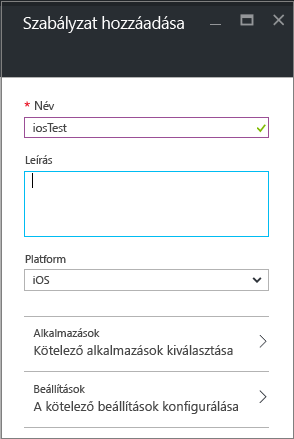 Szabályzat hozzáadása
* Név
iosTest
Leírás
Platform
iOS
Alkalmazások
Kötelező alkalmazások kiválasztása
Beállítások
A kötelező beállítások konfigurálása